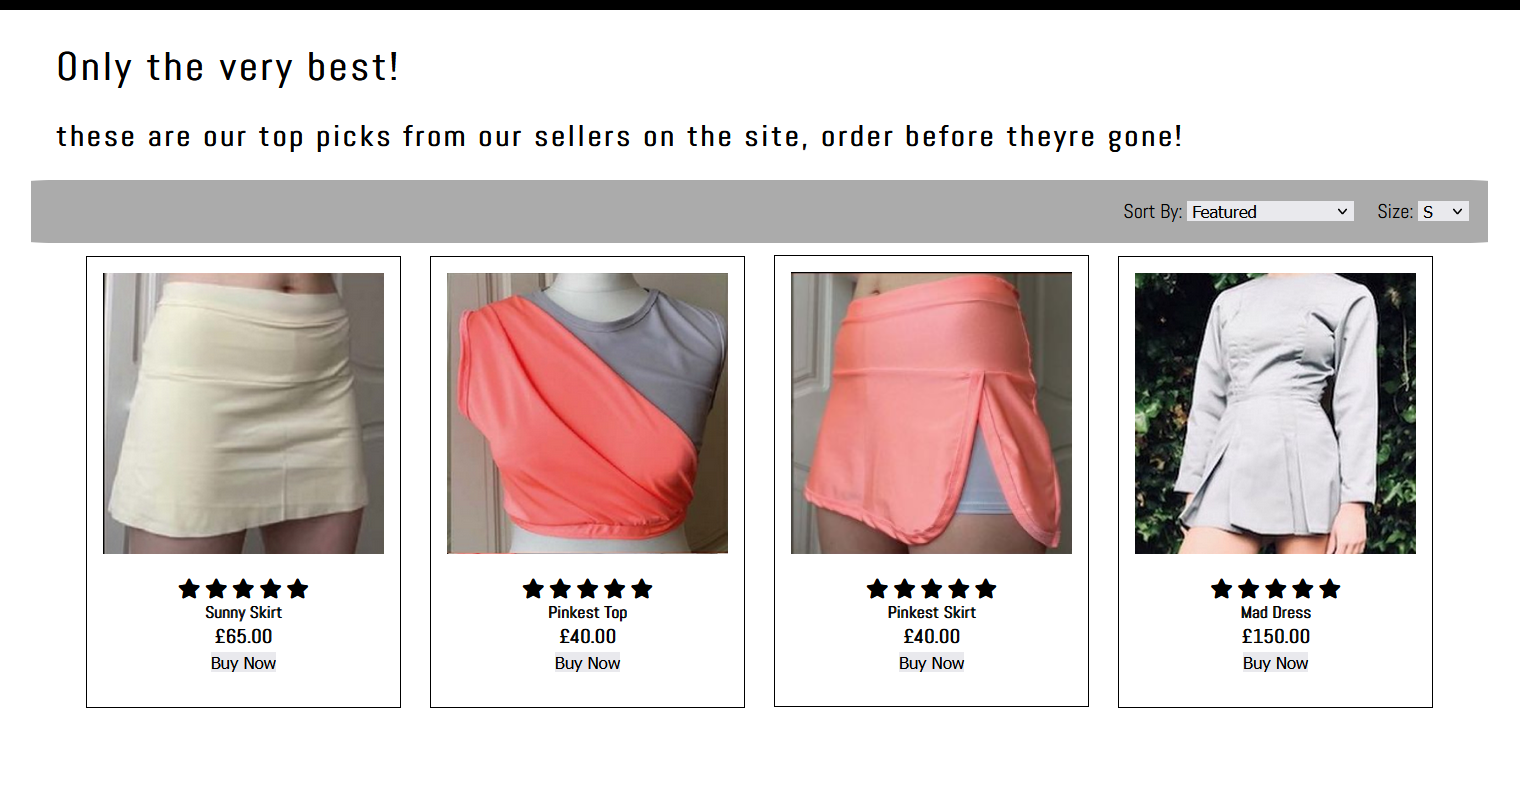 Only the very best!
these are our top picks from our sellers on the site, order before theyre gone!
Sort By: Featured Size: S
Sunny Skirt
£65.00
Buy Now
Pinkest Top
£40.00
Buy Now
Pinkest Skirt
£40.00
Buy Now
Mad Dress
£150.00
Buy Now